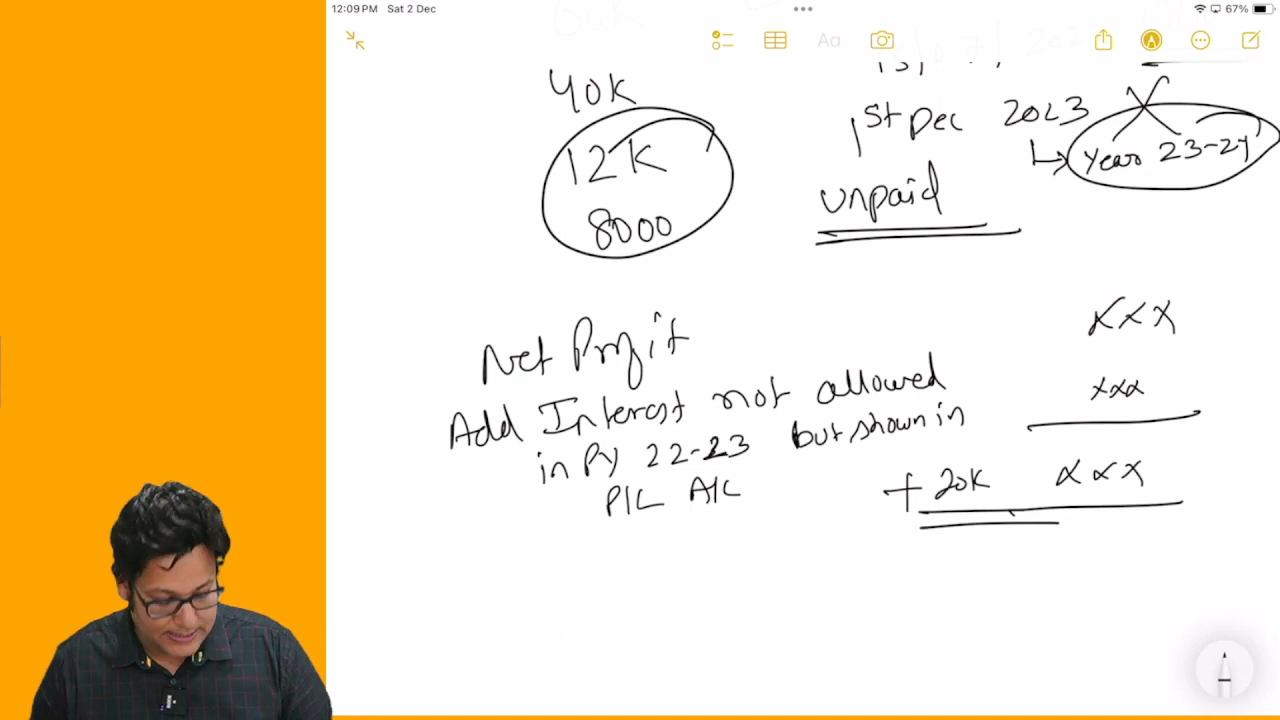 12:09 PM Sat 2 Dec
67%
Aa
40K
12K
8000
1st Dec 2023
Year 23-24
unpaid
Net Profit XXX
Add Interest not allowed xxx
in PY 22-23 but shown in
P/L A/C
+ 20K XXX